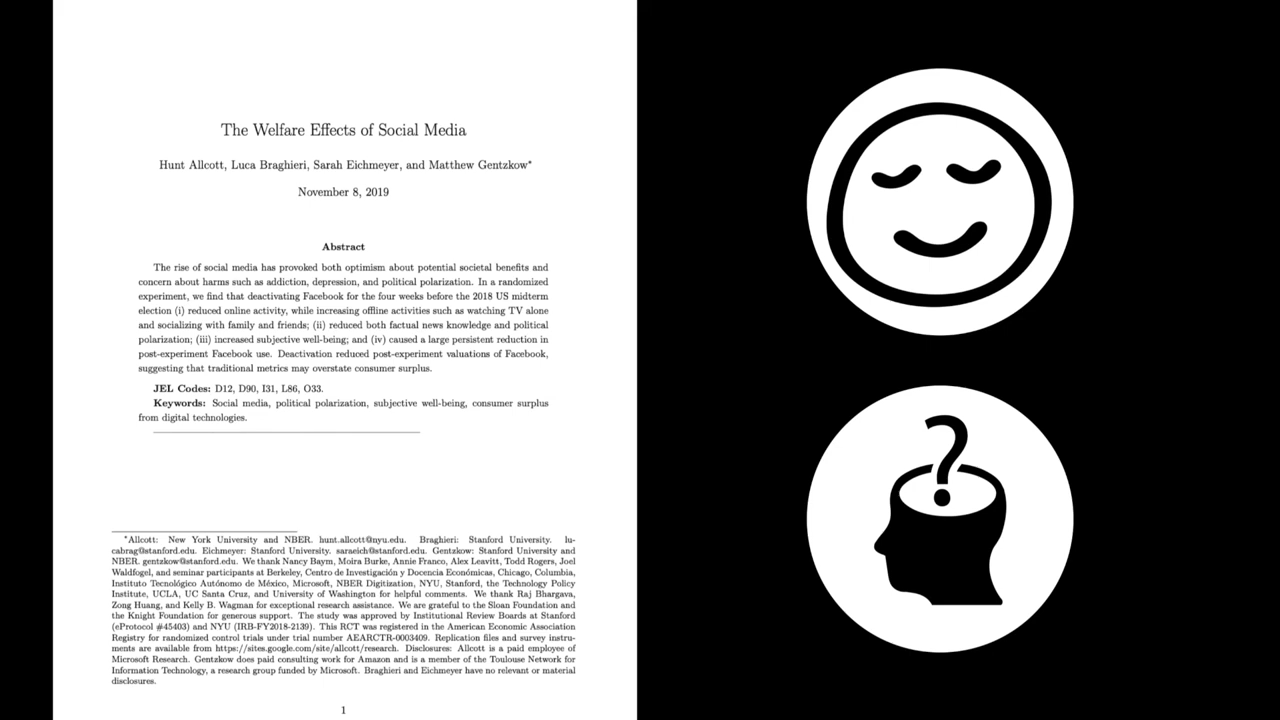 The Welfare Effects of Social Media
Hunt Allcott, Luca Braghieri, Sarah Eichmeyer, and Matthew Gentzkow*
November 8, 2019
Abstract
The rise of social media has provoked both optimism about potential societal benefits and
concern about harms such as addiction, depression, and political polarization. In a randomized
experiment, we find that deactivating Facebook for the four weeks before the 2018 US midterm
election (i) reduced online activity, while increasing offline activities such as watching TV alone
and socializing with family and friends; (ii) reduced both factual news knowledge and political
polarization; (iii) increased subjective well-being; and (iv) caused a large persistent reduction in
post-experiment Facebook use. Deactivation reduced post-experiment valuations of Facebook,
suggesting that traditional metrics may overstate consumer surplus.
JEL Codes: D12, D90, I31, L86, O33.
Keywords: Social media, political polarization, subjective well-being, consumer surplus
from digital technologies.
*Allcott: New York University and NBER. hunt.allcott@nyu.edu. Braghieri: Stanford University. lu-
cabrag@stanford.edu. Eichmeyer: Stanford University. saraeich@stanford.edu. Gentzkow: Stanford University and
NBER. gentzkow@stanford.edu. We thank Nancy Baym, Moira Burke, Annie Franco, Alex Leavitt, Todd Rogers, Joel
Waldfogel, and seminar participants at Berkeley, Centro de Investigación y Docencia Económicas, Chicago, Columbia,
Instituto Tecnológico Autónomo de México, Microsoft, NBER Digitization, NYU, Stanford, the Technology Policy
Institute, UCLA, UC Santa Cruz, and University of Washington for helpful comments. We thank Raj Bhargava,
Zong Huang, and Kelly B. Wagman for exceptional research assistance. We are grateful to the Sloan Foundation and
the Knight Foundation for generous support. The study was approved by Institutional Review Boards at Stanford
(eProtocol #45403) and NYU (IRB-FY2018-2139). This RCT was registered in the American Economic Association
Registry for randomized control trials under trial number AEARCTR-0003409. Replication files and survey instru-
ments are available from https://sites.google.com/site/allcott/research. Disclosures: Allcott is a paid employee of
Microsoft Research. Gentzkow does paid consulting work for Amazon and is a member of the Toulouse Network for
Information Technology, a research group funded by Microsoft. Braghieri and Eichmeyer have no relevant or material
disclosures.
1
?